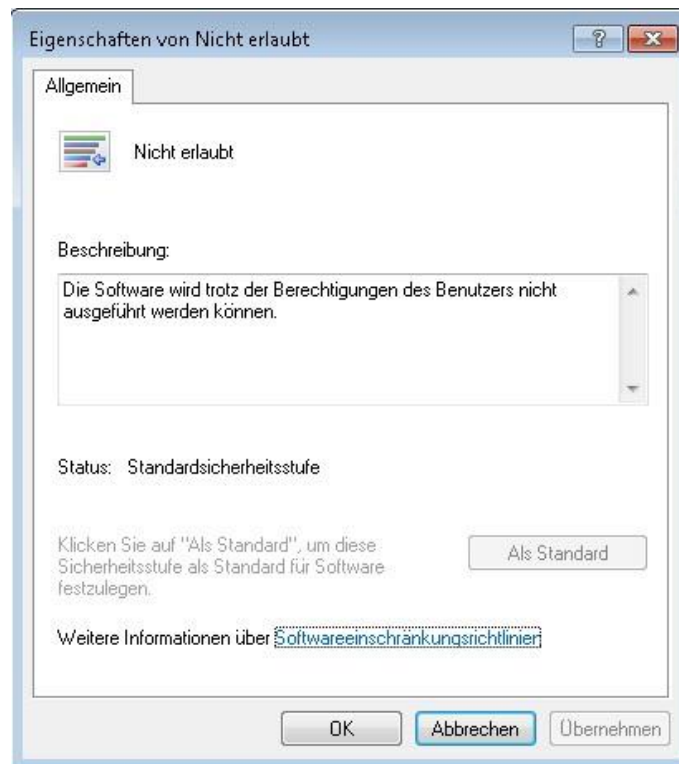 Eigenschaften von Nicht erlaubt
Allgemein
Nicht erlaubt
Beschreibung:
Die Software wird trotz der Berechtigungen des Benutzers nicht
ausgeführt werden können.
Status: Standardsicherheitsstufe
Klicken Sie auf "Als Standard", um diese
Sicherheitsstufe als Standard für Software
festzulegen.
Als Standard
Weitere Informationen über Softwareeinschränkungsrichtlinien
OK
Abbrechen
Übernehmen